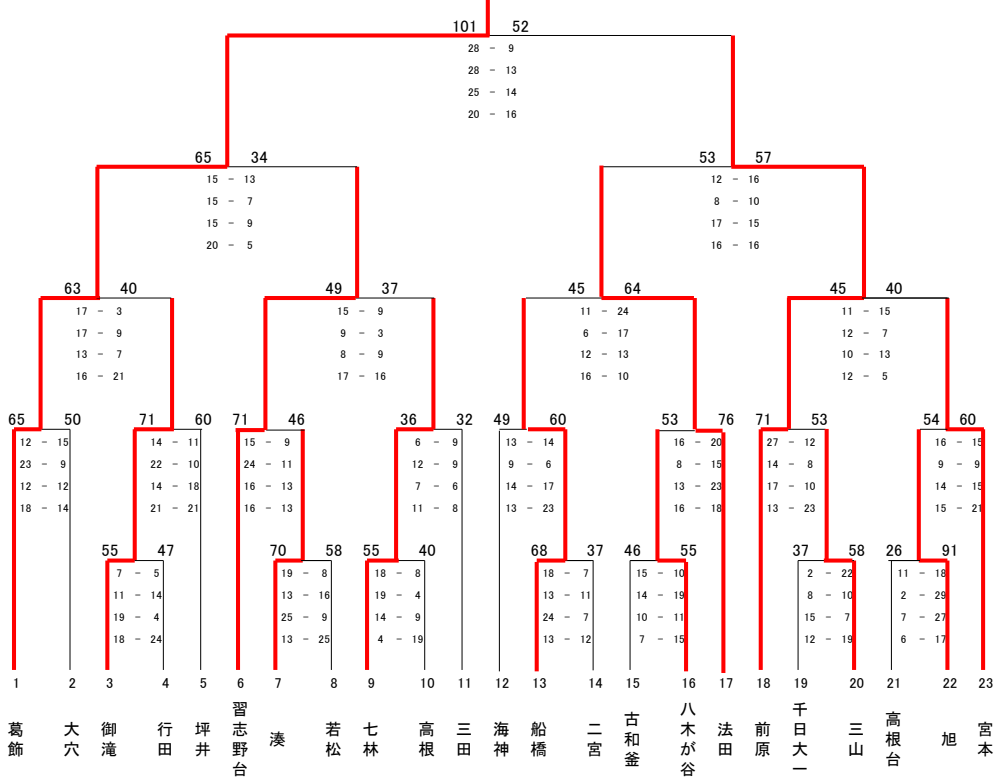 101 52
28 - 9
28 - 13
25 - 14
20 - 16
65 34 53 57
15 - 13 12 - 16
15 - 7 8 - 10
15 - 9 17 - 15
20 - 5 16 - 16
63 40 49 37 45 64 45 40
17 - 3 15 - 9 11 - 24 11 - 15
17 - 9 9 - 3 6 - 17 12 - 7
13 - 7 8 - 9 12 - 13 10 - 13
16 - 21 17 - 16 16 - 10 12 - 5
65 50 71 60 71 46 36 32 49 60 53 76 71 53 54 60
12 - 15 14 - 11 15 - 9 6 - 9 13 - 14 16 - 20 27 - 12 16 - 15
23 - 9 22 - 10 24 - 11 12 - 9 9 - 6 8 - 15 14 - 8 9 - 9
12 - 12 14 - 18 16 - 13 7 - 6 14 - 17 13 - 23 17 - 10 14 - 15
18 - 14 21 - 21 16 - 13 11 - 8 13 - 23 16 - 18 13 - 23 15 - 21
55 47 70 58 55 40 68 37 46 55 37 58 26 91
7 - 5 19 - 8 18 - 8 18 - 7 15 - 10 2 - 22 11 - 18
11 - 14 13 - 16 19 - 4 13 - 11 14 - 19 8 - 10 2 - 29
19 - 4 25 - 9 14 - 9 24 - 7 10 - 11 15 - 7 7 - 27
18 - 24 13 - 25 4 - 19 13 - 12 7 - 15 12 - 19 6 - 17
1 2 3 4 5 6 7 8 9 10 11 12 13 14 15 16 17 18 19 20 21 22 23
葛飾
大穴
御滝
行田
坪井
習志野台
湊
若松
七林
高根
三田
海神
船橋
二宮
古和釜
八木が谷
法田
前原
千日大一
三山
高根台
旭
宮本